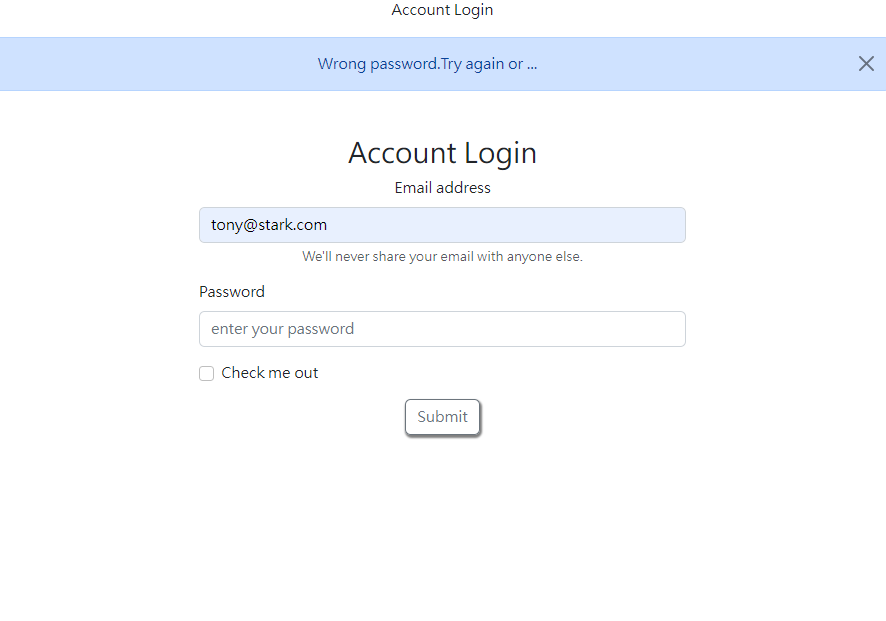 Account Login
Wrong password.Try again or ...
Account Login
Email address
tony@stark.com
We'll never share your email with anyone else.
Password
enter your password
Check me out
Submit